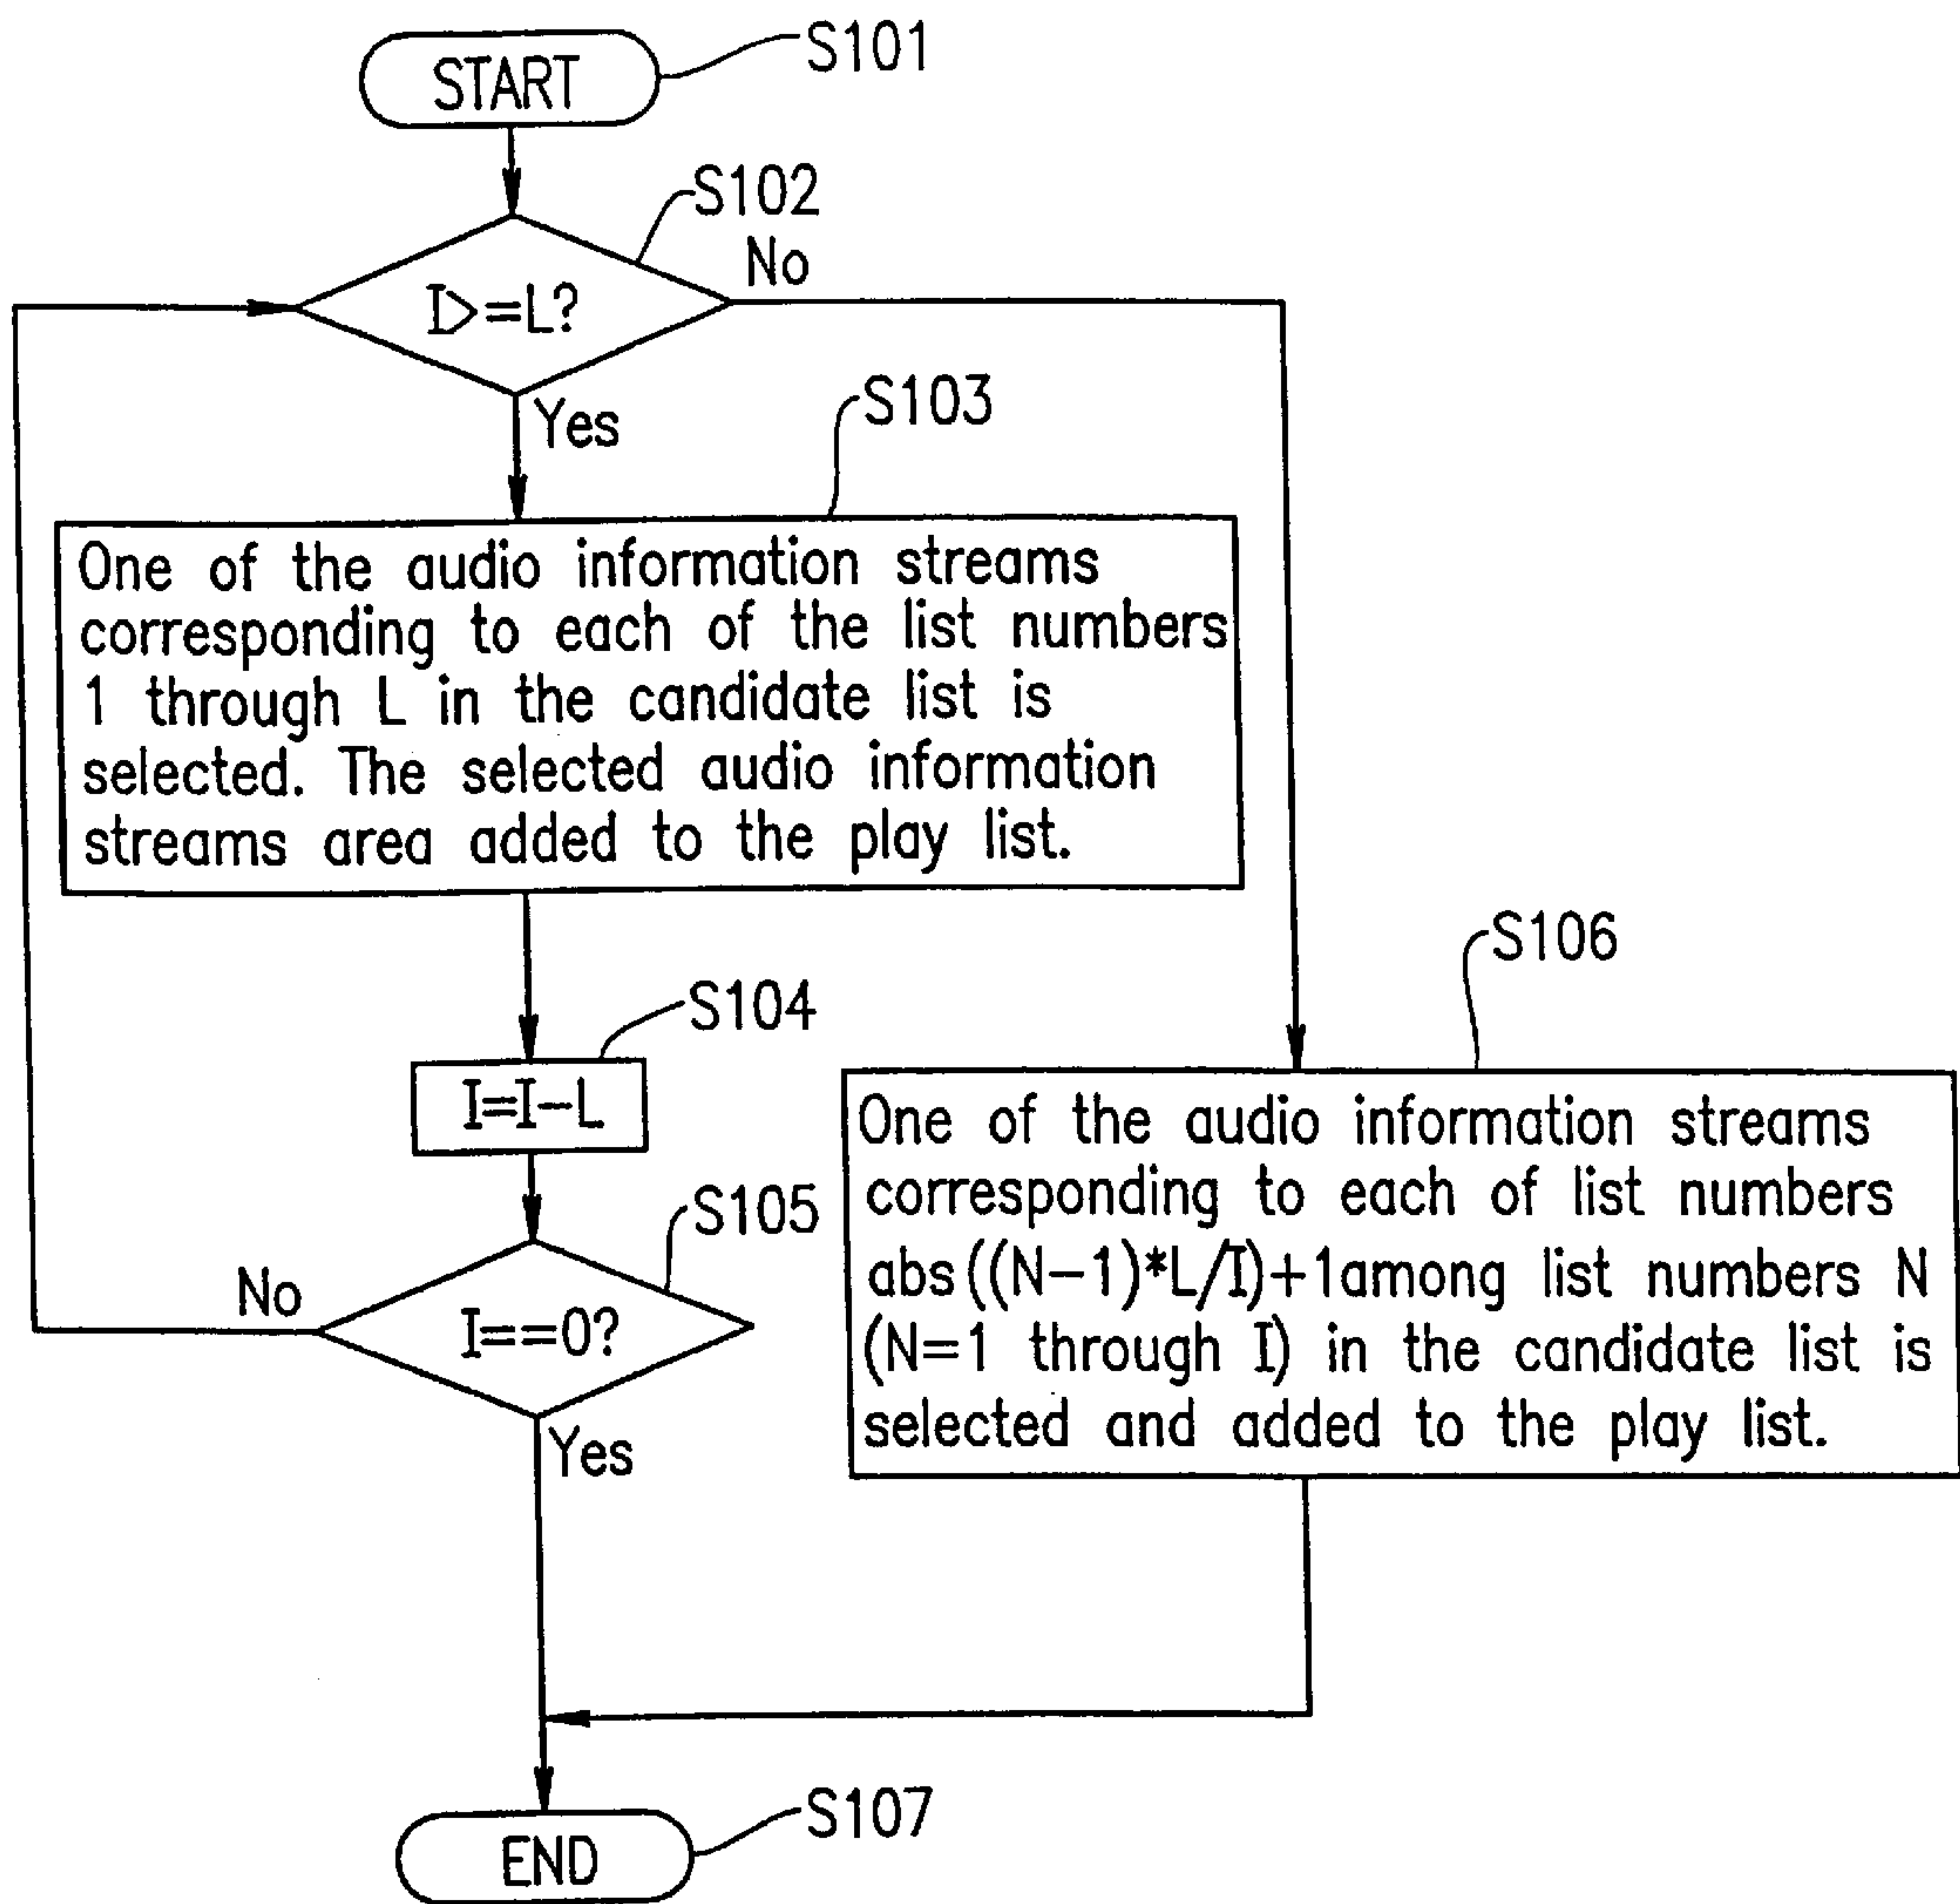 START
S101
S102
I>=L?
No
Yes
S103
One of the audio information streams
corresponding to each of the list numbers
1 through L in the candidate list is
selected. The selected audio information
streams area added to the play list.
S104
I=I-L
S105
I==0?
No
Yes
S106
One of the audio information streams
corresponding to each of list numbers
abs((N-1)*L/I)+1among list numbers N
(N=1 through I) in the candidate list is
selected and added to the play list.
END
S107